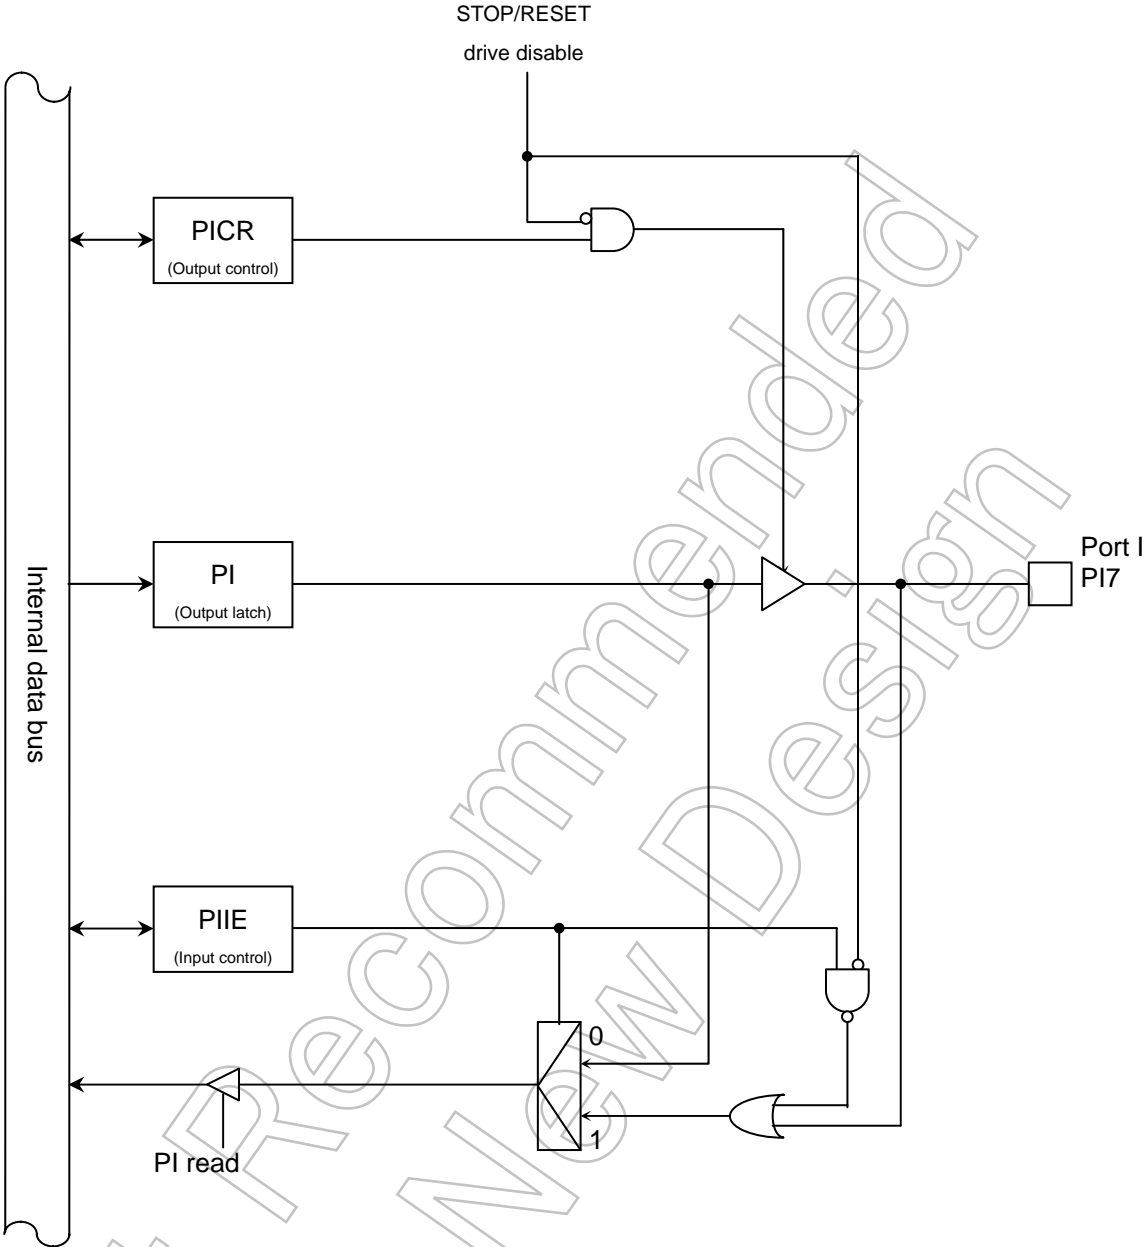 STOP/RESET
drive disable
PICR
(Output control)
PI
(Output latch)
Port I
PI7
Internal data bus
PIIE
(Input control)
0
1
PI read
Recommended
New Design